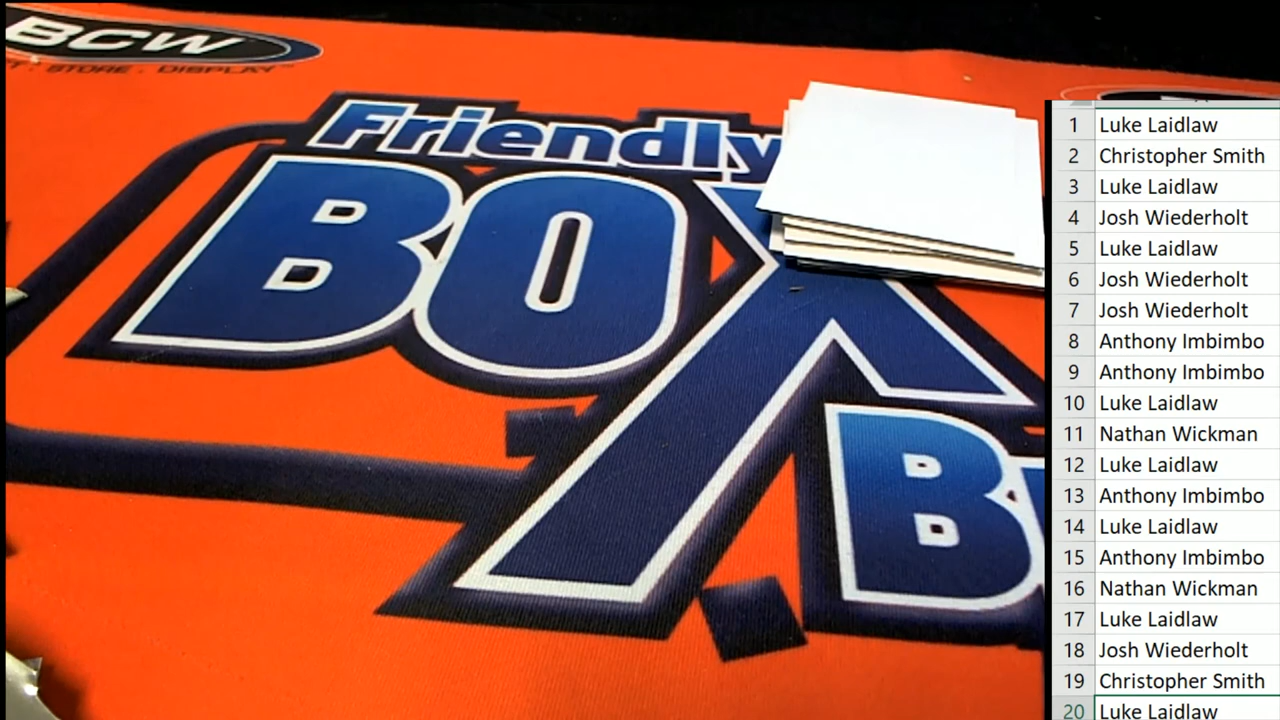 BCW
T . STORE . DISPLAY
Friendly
BOX
1 Luke Laidlaw
2 Christopher Smith
3 Luke Laidlaw
4 Josh Wiederholt
5 Luke Laidlaw
6 Josh Wiederholt
7 Josh Wiederholt
8 Anthony Imbimbo
9 Anthony Imbimbo
10 Luke Laidlaw
11 Nathan Wickman
12 Luke Laidlaw
13 Anthony Imbimbo
14 Luke Laidlaw
15 Anthony Imbimbo
16 Nathan Wickman
17 Luke Laidlaw
18 Josh Wiederholt
19 Christopher Smith
20 Luke Laidlaw